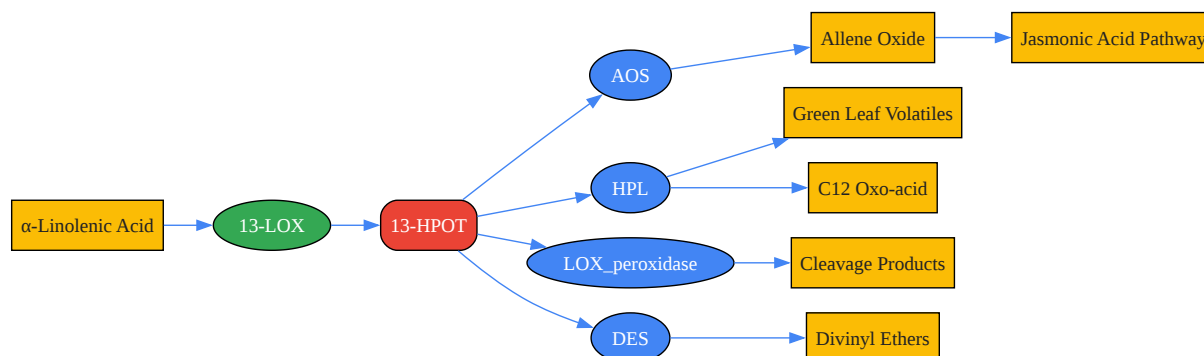 α-Linolenic Acid
13-LOX
13-HPOT
AOS
HPL
LOX_peroxidase
DES
Allene Oxide
Green Leaf Volatiles
C12 Oxo-acid
Cleavage Products
Divinyl Ethers
Jasmonic Acid Pathway